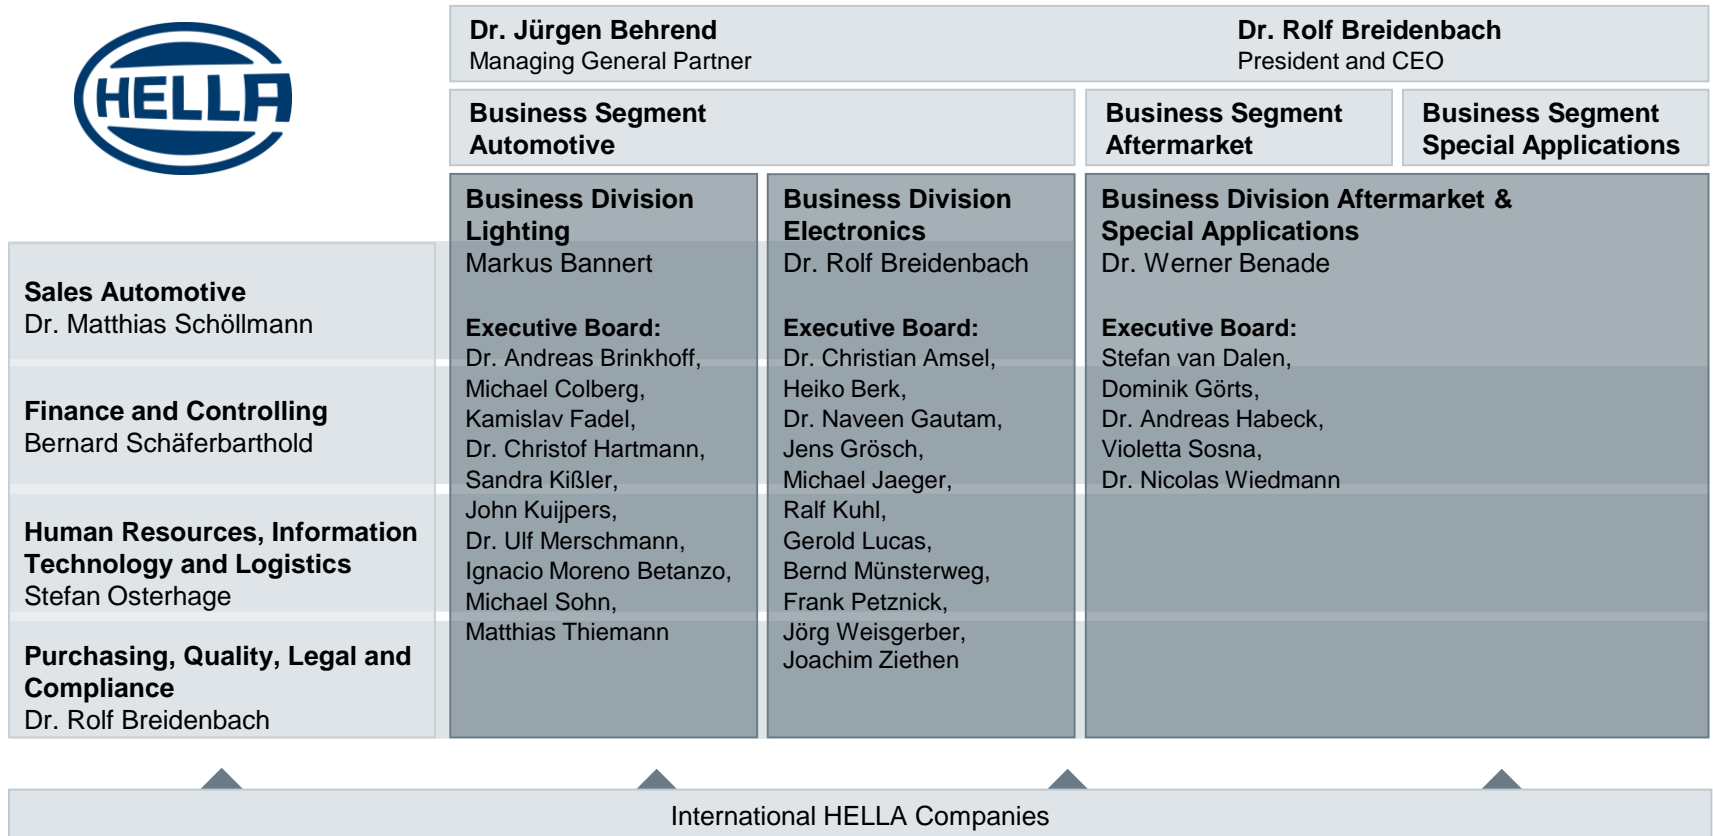 HELLA
Dr. Jürgen Behrend
Managing General Partner
Dr. Rolf Breidenbach
President and CEO
Business Segment
Automotive
Business Segment
Aftermarket
Business Segment
Special Applications
Sales Automotive
Dr. Matthias Schöllmann
Finance and Controlling
Bernard Schäferbarthold
Human Resources, Information
Technology and Logistics
Stefan Osterhage
Purchasing, Quality, Legal and
Compliance
Dr. Rolf Breidenbach
Business Division
Lighting
Markus Bannert
Executive Board:
Dr. Andreas Brinkhoff,
Michael Colberg,
Kamislav Fadel,
Dr. Christof Hartmann,
Sandra Kißler,
John Kuijpers,
Dr. Ulf Merschmann,
Ignacio Moreno Betanzo,
Michael Sohn,
Matthias Thiemann
Business Division
Electronics
Dr. Rolf Breidenbach
Executive Board:
Dr. Christian Amsel,
Heiko Berk,
Dr. Naveen Gautam,
Jens Grösch,
Michael Jaeger,
Ralf Kuhl,
Gerold Lucas,
Bernd Münsterweg,
Frank Petznick,
Jörg Weisgerber,
Joachim Ziethen
Business Division Aftermarket &
Special Applications
Dr. Werner Benade
Executive Board:
Stefan van Dalen,
Dominik Görts,
Dr. Andreas Habeck,
Violetta Sosna,
Dr. Nicolas Wiedmann
International HELLA Companies